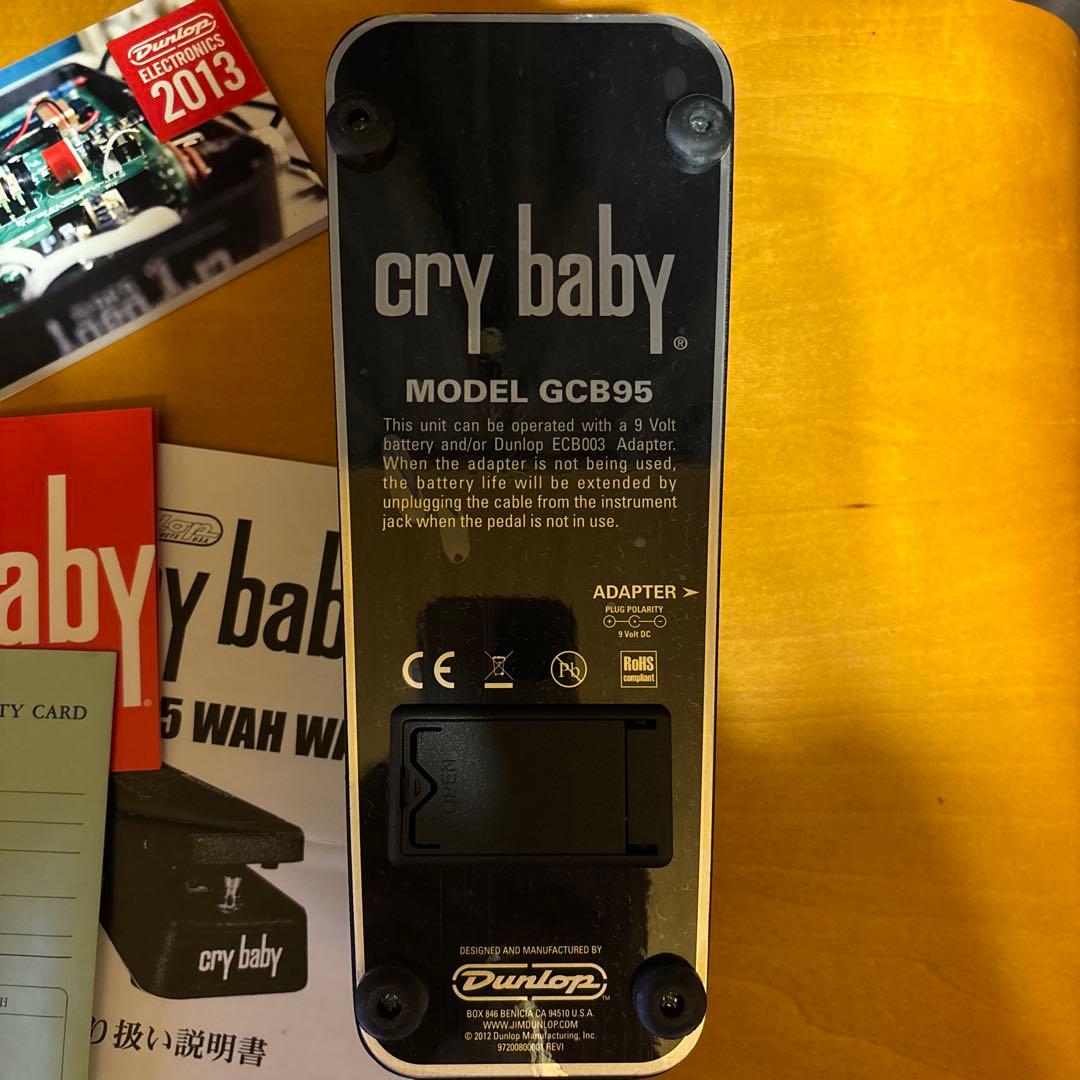 Dunlop
ELECTRONICS
2013
cry baby ®
MODEL GCB95
This unit can be operated with a 9 Volt
battery and/or Dunlop ECB003 Adapter.
When the adapter is not being used,
the battery life will be extended by
unplugging the cable from the instrument
jack when the pedal is not in use.
ADAPTER
PLUG POLARITY
+ C -
9 Volt DC
CE
Pb
RoHS
compliant
OPEN
DESIGNED AND MANUFACTURED BY
Dunlop™
BOX 846 BENICIA CA 94510 U.S.A.
WWW.JIMDUNLOP.COM
© 2012 Dunlop Manufacturing, Inc.
97200800001 REVI
aby®
lop
y bab
5 WAH WA
TY CARD
cry baby
り扱い説明書
H